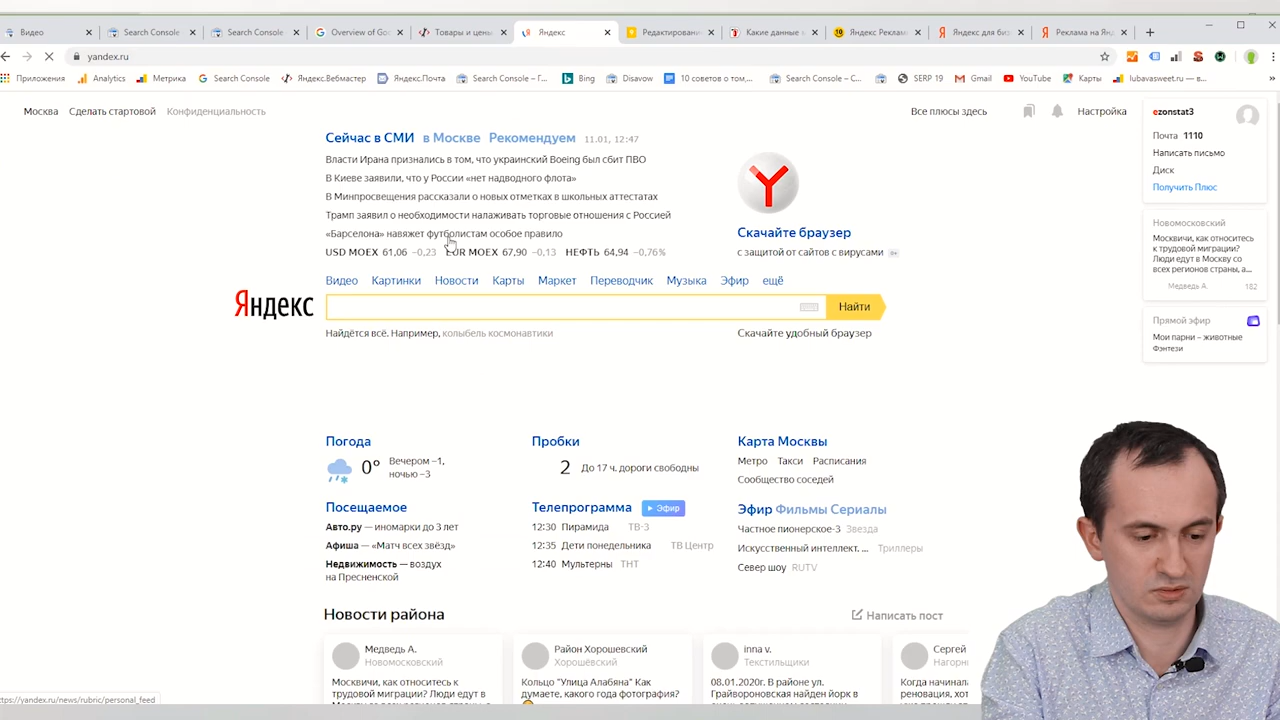 Видео
Search Console
Search Console
Overview of Go
Товары и цены
Яндекс
Редактировани
Какие данные
Яндекс Реклам
Яндекс для би
Реклама на Ян
yandex.ru
Приложения
Analytics
Метрика
Search Console
Яндекс.Вебмастер
Яндекс.Почта
Search Console – Г...
Bing
Disavow
10 советов о том,...
Search Console – С...
SERP 19
Gmail
YouTube
Карты
lubavasweet.ru — в...
Москва
Сделать стартовой
Конфиденциальность
Все плюсы здесь
Настройка
Сейчас в СМИ в Москве Рекомендуем 11.01, 12:47
Власти Ирана признались в том, что украинский Boeing был сбит ПВО
В Киеве заявили, что у России «нет надводного флота»
В Минпросвещения рассказали о новых отметках в школьных аттестатах
Трамп заявил о необходимости налаживать торговые отношения с Россией
«Барселона» навяжет футболистам особое правило
USD MOEX 61,06 −0,23 EUR MOEX 67,90 −0,13 НЕФТЬ 64,94 −0,76%
Скачайте браузер
с защитой от сайтов с вирусами
Видео Картинки Новости Карты Маркет Переводчик Музыка Эфир ещё
Яндекс
Найти
Найдётся всё. Например, колыбель космонавтики
Скачайте удобный браузер
ezonstat3
Почта 1110
Написать письмо
Диск
Получить Плюс
Новомосковский
Москвичи, как относитесь
к трудовой миграции?
Люди едут в Москву со
всех регионов страны, а...
Медведь А. 182
Прямой эфир
Мои парни – животные
Фэнтези
Погода
0°
Вечером −1,
ночью −3
Пробки
2 До 17 ч. дороги свободны
Карта Москвы
Метро Такси Расписания
Сообщество соседей
Посещаемое
Авто.ру — иномарки до 3 лет
Афиша — «Матч всех звёзд»
Недвижимость — воздух
на Пресненской
Телепрограмма Эфир
12:30 Пирамида ТВ-3
12:35 Дети понедельника ТВ Центр
12:40 Мультерны ТНТ
Эфир Фильмы Сериалы
Частное пионерское-3 Звезда
Искусственный интеллект. ... Триллеры
Север шоу RUTV
Новости района
Написать пост
Медведь А.
Новомосковский
Москвичи, как относитесь к
трудовой миграции? Люди едут в
Москву со всех регионов страны, а
Район Хорошевский
Хорошёвский
Кольцо "Улица Алабяна" Как
думаете, какого года фотография?
inna v.
Текстильщики
08.01.2020г. В районе ул.
Грайвороновская найден йорк в
Сергей
Нагорн
Когда начинал
реновация, хот
ttps://yandex.ru/news/rubric/personal_feed